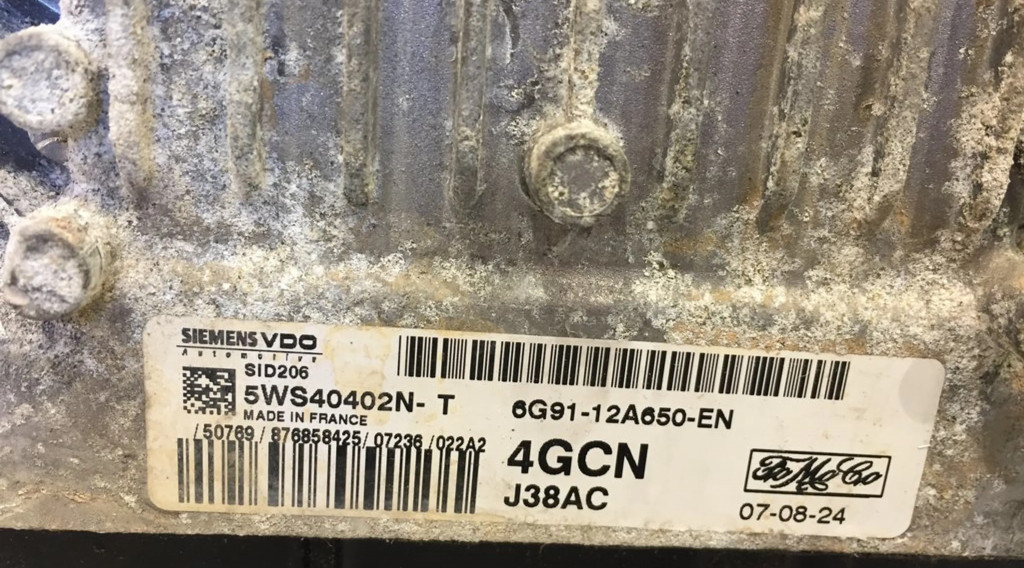 SIEMENS VDO
Automotive
SID206
5WS40402N- T
MADE IN FRANCE
/ 50769 / 876858425 / 07236 / 022A2
6G91-12A650-EN
4GCN
J38AC
FoMoCo
07-08-24